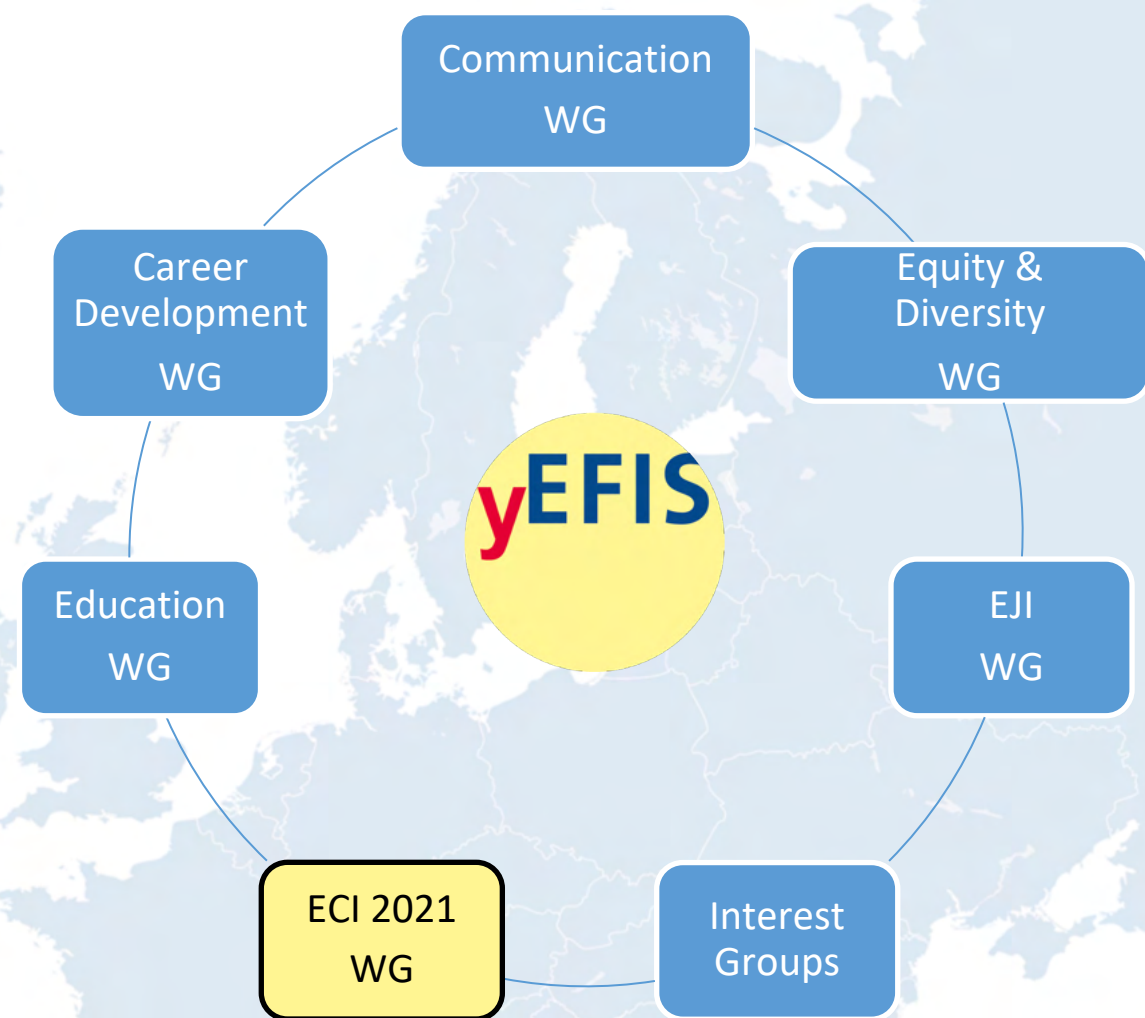 Communication
WG
Career
Development
WG
Equity &
Diversity
WG
yEFIS
Education
WG
EJI
WG
ECI 2021
WG
Interest
Groups